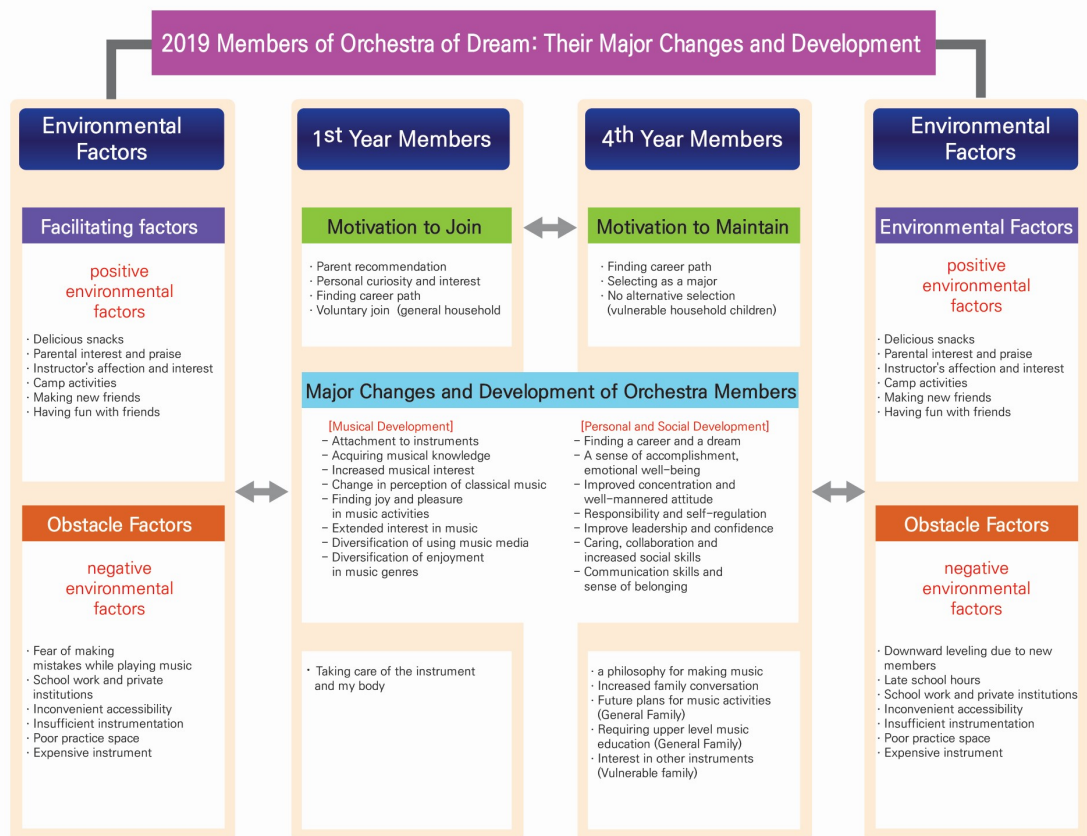 2019 Members of Orchestra of Dream: Their Major Changes and Development
Environmental
Factors
Facilitating factors
positive
environmental
factors
· Delicious snacks
· Parental interest and praise
· Instructor's affection and interest
· Camp activities
· Making new friends
· Having fun with friends
Obstacle Factors
negative
environmental
factors
· Fear of making
mistakes while playing music
· School work and private
institutions
· Inconvenient accessibility
· Insufficient instrumentation
· Poor practice space
· Expensive instrument
1st Year Members
Motivation to Join
· Parent recommendation
· Personal curiosity and interest
· Finding career path
· Voluntary join (general household
4th Year Members
Motivation to Maintain
· Finding career path
· Selecting as a major
· No alternative selection
(vulnerable household children)
Major Changes and Development of Orchestra Members
[Musical Development]
– Attachment to instruments
– Acquiring musical knowledge
– Increased musical interest
– Change in perception of classical music
– Finding joy and pleasure
in music activities
– Extended interest in music
– Diversification of using music media
– Diversification of enjoyment
in music genres
[Personal and Social Development]
– Finding a career and a dream
– A sense of accomplishment,
emotional well-being
– Improved concentration and
well-mannered attitude
– Responsibility and self-regulation
– Improve leadership and confidence
– Caring, collaboration and
increased social skills
– Communication skills and
sense of belonging
· Taking care of the instrument
and my body
· a philosophy for making music
· Increased family conversation
· Future plans for music activities
(General Family)
· Requiring upper level music
education (General Family)
· Interest in other instruments
(Vulnerable family)
Environmental
Factors
Environmental Factors
positive
environmental
factors
· Delicious snacks
· Parental interest and praise
· Instructor's affection and interest
· Camp activities
· Making new friends
· Having fun with friends
Obstacle Factors
negative
environmental
factors
· Downward leveling due to new
members
· Late school hours
· School work and private institutions
· Inconvenient accessibility
· Insufficient instrumentation
· Poor practice space
· Expensive instrument